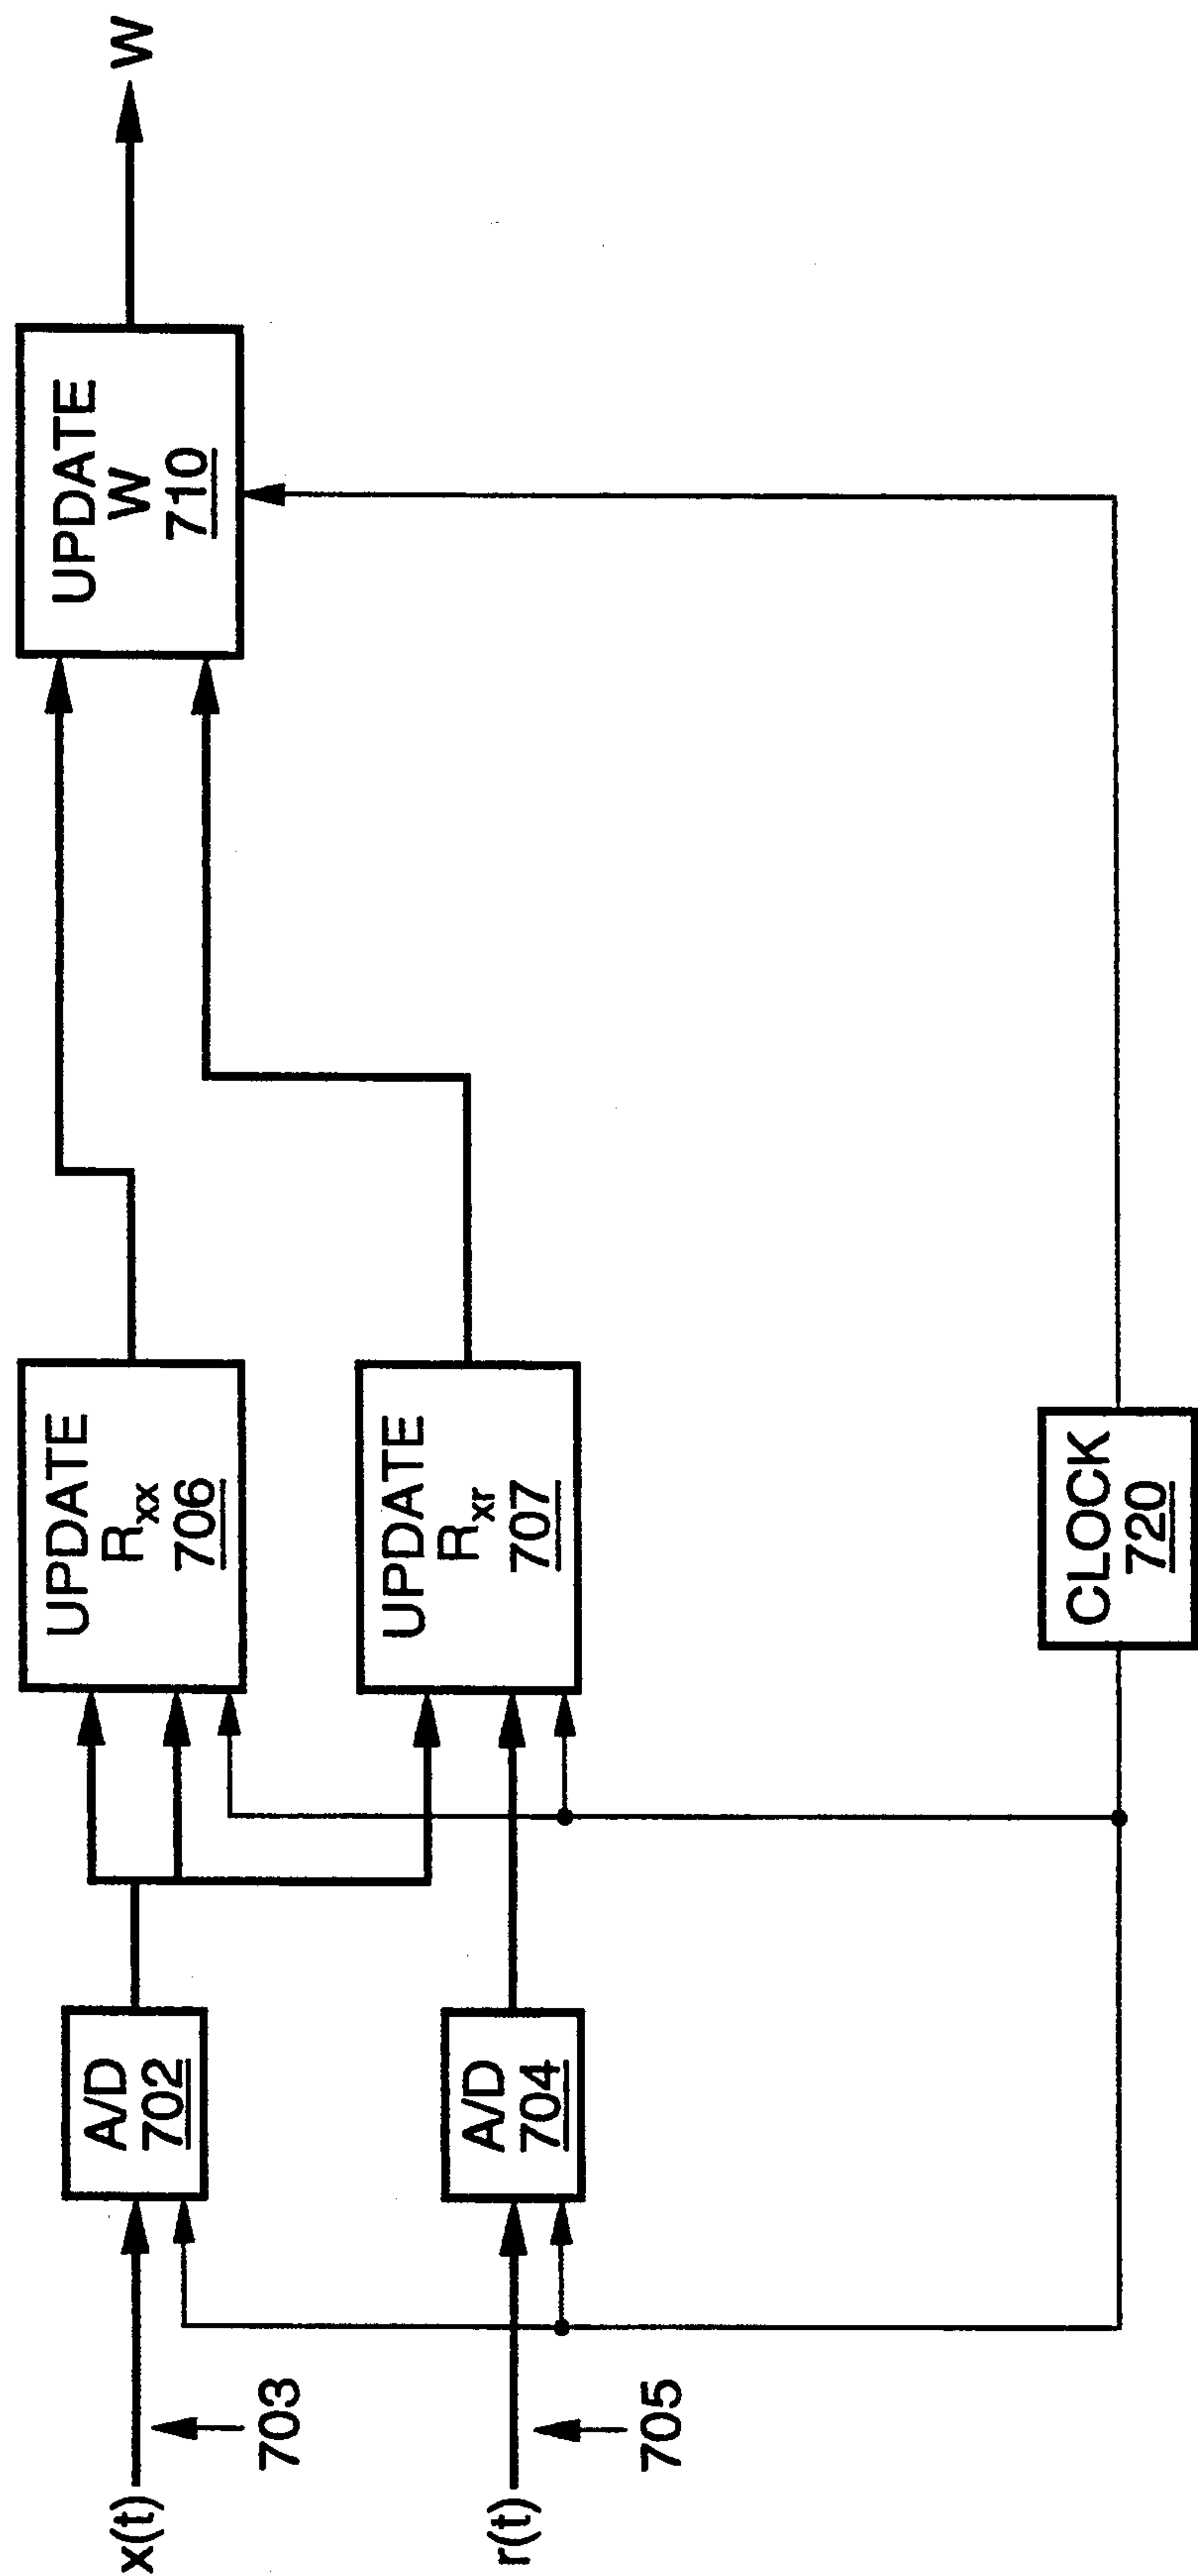 x(t)
703
A/D
702
UPDATE
Rxx
706
UPDATE
W
710
W
r(t)
705
A/D
704
UPDATE
Rxr
707
CLOCK
720